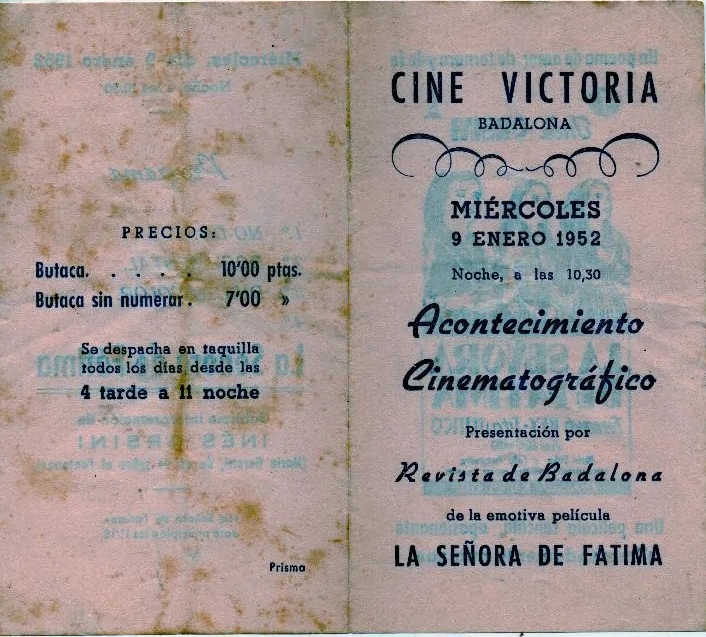 PRECIOS:
Butaca. . . . . 10'00 ptas.
Butaca sin numerar. 7'00 »
Se despacha en taquilla
todos los días desde las
4 tarde a 11 noche
Prisma
CINE VICTORIA
BADALONA
MIÉRCOLES
9 ENERO 1952
Noche, a las 10,30
Acontecimiento
Cinematográfico
Presentación por
Revista de Badalona
de la emotiva película
LA SEÑORA DE FATIMA